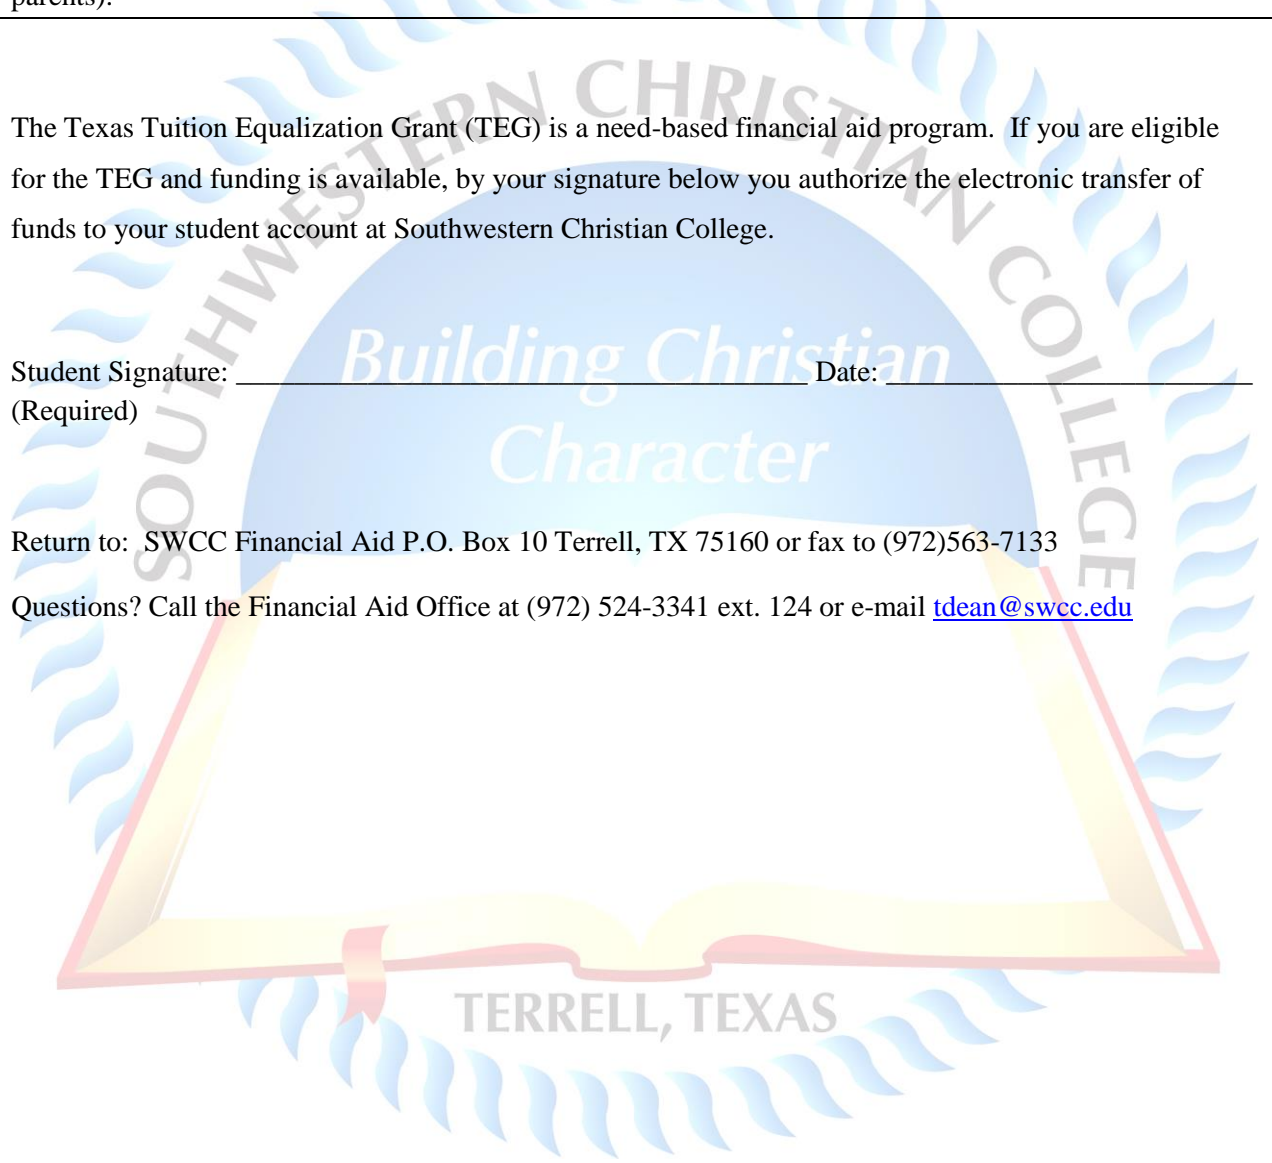 parents).
The Texas Tuition Equalization Grant (TEG) is a need-based financial aid program.  If you are eligible
for the TEG and funding is available, by your signature below you authorize the electronic transfer of
funds to your student account at Southwestern Christian College.
Student Signature: _______________________________________ Date: _________________________
(Required)
Return to:  SWCC Financial Aid P.O. Box 10 Terrell, TX 75160 or fax to (972)563-7133
Questions? Call the Financial Aid Office at (972) 524-3341 ext. 124 or e-mail tdean@swcc.edu
SOUTHWESTERN CHRISTIAN COLLEGE
Building Christian
Character
TERRELL, TEXAS